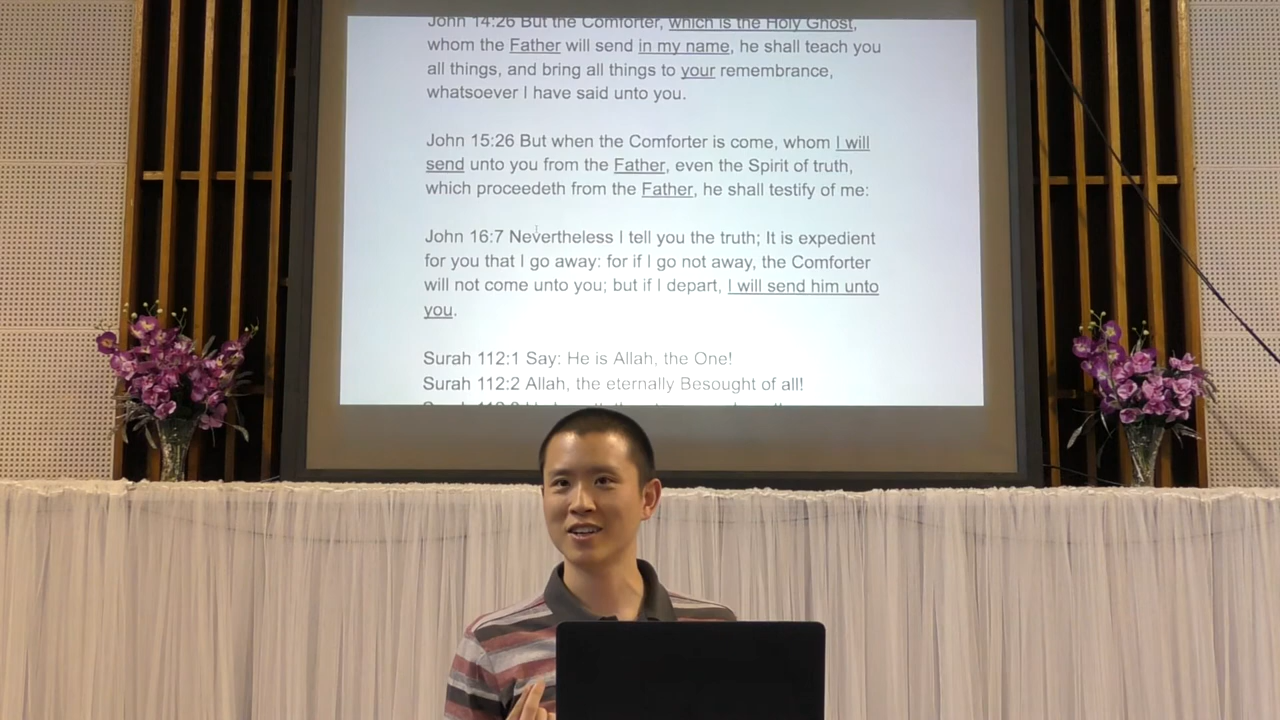 John 14:26 But the Comforter, which is the Holy Ghost,
whom the Father will send in my name, he shall teach you
all things, and bring all things to your remembrance,
whatsoever I have said unto you.
John 15:26 But when the Comforter is come, whom I will
send unto you from the Father, even the Spirit of truth,
which proceedeth from the Father, he shall testify of me:
John 16:7 Nevertheless I tell you the truth; It is expedient
for you that I go away: for if I go not away, the Comforter
will not come unto you; but if I depart, I will send him unto
you.
Surah 112:1 Say: He is Allah, the One!
Surah 112:2 Allah, the eternally Besought of all!